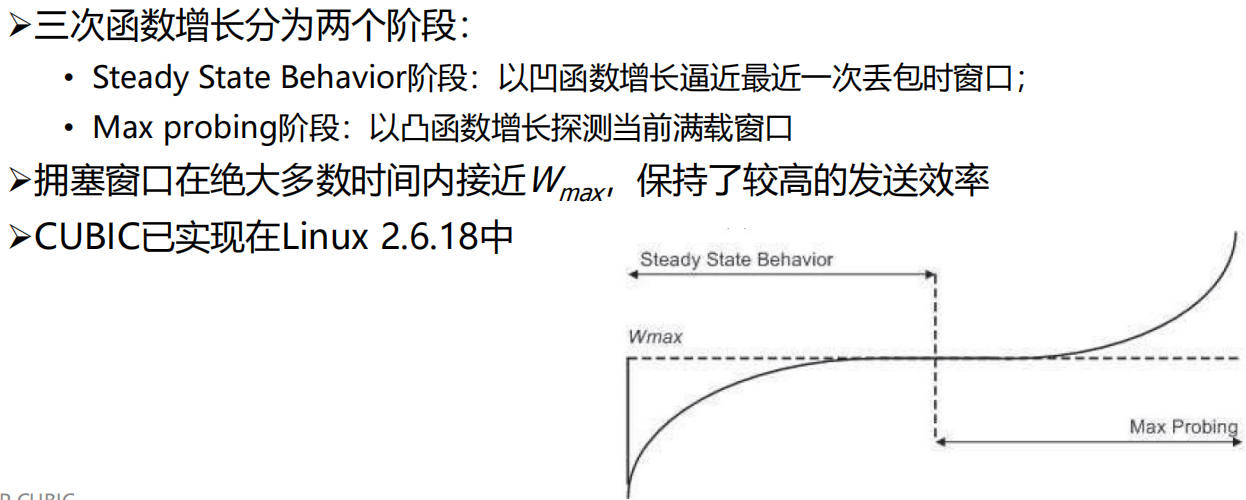 ➢三次函数增长分为两个阶段：
• Steady State Behavior阶段：以凹函数增长逼近最近一次丢包时窗口；
• Max probing阶段：以凸函数增长探测当前满载窗口
➢拥塞窗口在绝大多数时间内接近Wmax，保持了较高的发送效率
➢CUBIC已实现在Linux 2.6.18中
Steady State Behavior
Wmax
Max Probing